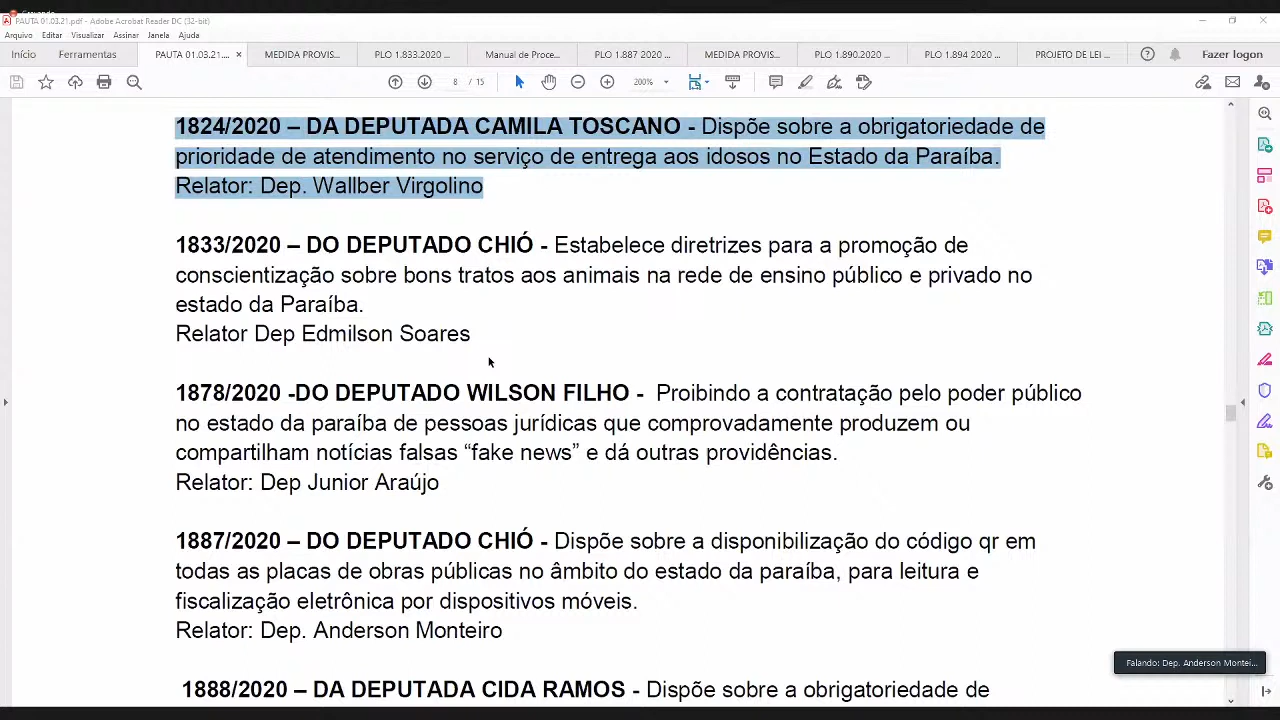 PAUTA 01.03.21.pdf - Adobe Acrobat Reader DC (32-bit)
Arquivo Editar Visualizar Assinar Janela Ajuda
Início Ferramentas PAUTA 01.03.21.... × MEDIDA PROVIS... PLO 1.833.2020 ... Manual de Proce... PLO 1.887 2020 ... MEDIDA PROVIS... PLO 1.890.2020 ... PLO 1.894 2020 ... PROJETO DE LEI ... Fazer logon
8 / 15 200%
1824/2020 – DA DEPUTADA CAMILA TOSCANO - Dispõe sobre a obrigatoriedade de
prioridade de atendimento no serviço de entrega aos idosos no Estado da Paraíba.
Relator: Dep. Wallber Virgolino
1833/2020 – DO DEPUTADO CHIÓ - Estabelece diretrizes para a promoção de
conscientização sobre bons tratos aos animais na rede de ensino público e privado no
estado da Paraíba.
Relator Dep Edmilson Soares
1878/2020 -DO DEPUTADO WILSON FILHO - Proibindo a contratação pelo poder público
no estado da paraíba de pessoas jurídicas que comprovadamente produzem ou
compartilham notícias falsas “fake news” e dá outras providências.
Relator: Dep Junior Araújo
1887/2020 – DO DEPUTADO CHIÓ - Dispõe sobre a disponibilização do código qr em
todas as placas de obras públicas no âmbito do estado da paraíba, para leitura e
fiscalização eletrônica por dispositivos móveis.
Relator: Dep. Anderson Monteiro
Falando: Dep. Anderson Montei...
1888/2020 – DA DEPUTADA CIDA RAMOS - Dispõe sobre a obrigatoriedade de